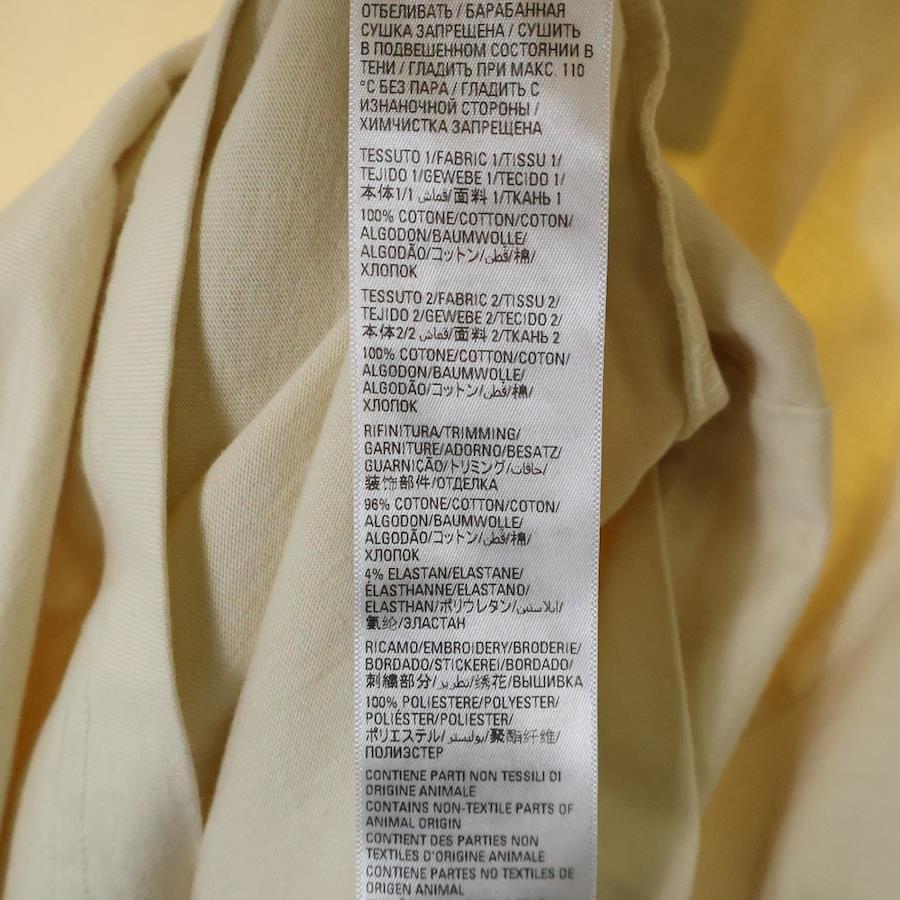 ОТБЕЛИВАТЬ / БАРАБАННАЯ
СУШКА ЗАПРЕЩЕНА / СУШИТЬ
В ПОДВЕШЕННОМ СОСТОЯНИИ В
ТЕНИ / ГЛАДИТЬ ПРИ МАКС. 110
°C БЕЗ ПАРА / ГЛАДИТЬ С
ИЗНАНОЧНОЙ СТОРОНЫ /
ХИМЧИСТКА ЗАПРЕЩЕНА
TESSUTO 1/FABRIC 1/TISSU 1/
TEJIDO 1/GEWEBE 1/TECIDO 1/
本体1/1 قماش/面料 1/ТКАНЬ 1
100% COTONE/COTTON/COTON/
ALGODON/BAUMWOLLE/
ALGODÃO/コットン/قطن/棉/
ХЛОПОК
TESSUTO 2/FABRIC 2/TISSU 2/
TEJIDO 2/GEWEBE 2/TECIDO 2/
本体2/2 قماش/面料 2/ТКАНЬ 2
100% COTONE/COTTON/COTON/
ALGODON/BAUMWOLLE/
ALGODÃO/コットン/قطن/棉/
ХЛОПОК
RIFINITURA/TRIMMING/
GARNITURE/ADORNO/BESATZ/
GUARNIÇÃO/トリミング/حافات/
装饰部件/ОТДЕЛКА
96% COTONE/COTTON/COTON/
ALGODON/BAUMWOLLE/
ALGODÃO/コットン/قطن/棉/
ХЛОПОК
4% ELASTAN/ELASTANE/
ÉLASTHANNE/ELASTANO/
ELASTHAN/ポリウレタン/ايلاستين/
氨纶/ЭЛАСТАН
RICAMO/EMBROIDERY/BRODERIE/
BORDADO/STICKEREI/BORDADO/
刺繍部分/تطريز/绣花/ВЫШИВКА
100% POLIESTERE/POLYESTER/
POLIÉSTER/POLIESTER/
ポリエステル/بوليستر/聚酯纤维/
ПОЛИЭСТЕР
CONTIENE PARTI NON TESSILI DI
ORIGINE ANIMALE
CONTAINS NON-TEXTILE PARTS OF
ANIMAL ORIGIN
CONTIENT DES PARTIES NON
TEXTILES D'ORIGINE ANIMALE
CONTIENE PARTES NO TEXTILES DE
ORIGEN ANIMAL